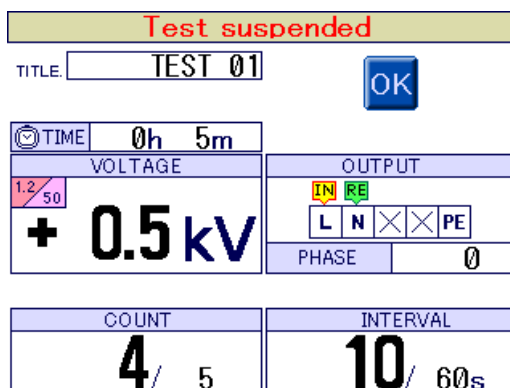 Test suspended
TITLE. TEST 01
OK
TIME 0h 5m
VOLTAGE
1.2/50
+ 0.5 kV
OUTPUT
IN RE
L N PE
PHASE 0
COUNT
4/ 5
INTERVAL
10/ 60s